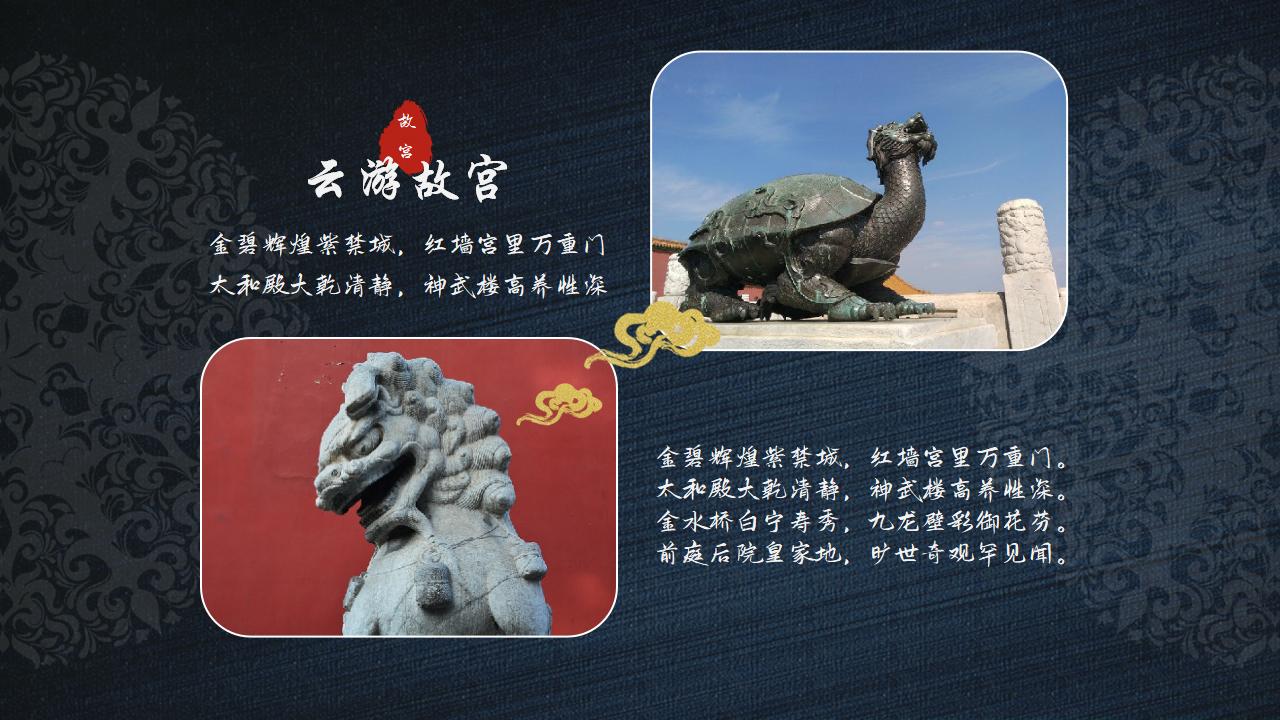 故
宫
云游故宫
金碧辉煌紫禁城，红墙宫里万重门
太和殿大乾清静，神武楼高养性深
金碧辉煌紫禁城，红墙宫里万重门。
太和殿大乾清静，神武楼高养性深。
金水桥白宁寿秀，九龙壁彩御花芬。
前庭后院皇家地，旷世奇观罕见闻。